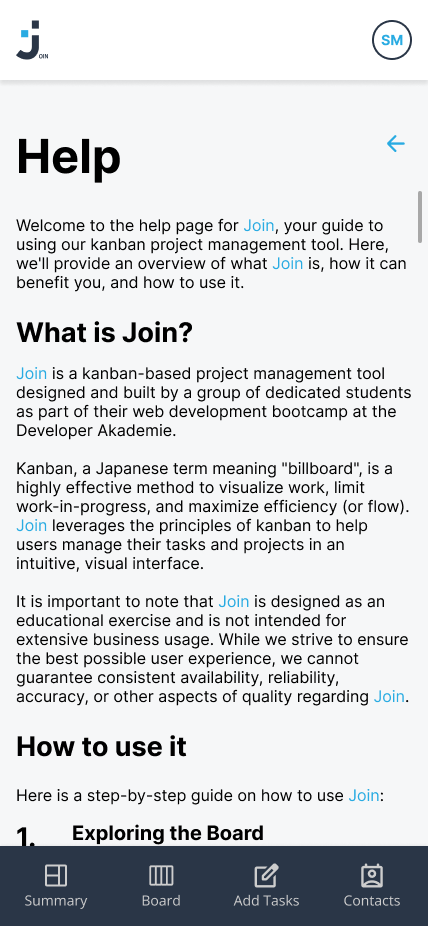 JOIN
SM
Help
Welcome to the help page for Join, your guide to
using our kanban project management tool. Here,
we'll provide an overview of what Join is, how it can
benefit you, and how to use it.
What is Join?
Join is a kanban-based project management tool
designed and built by a group of dedicated students
as part of their web development bootcamp at the
Developer Akademie.
Kanban, a Japanese term meaning "billboard", is a
highly effective method to visualize work, limit
work-in-progress, and maximize efficiency (or flow).
Join leverages the principles of kanban to help
users manage their tasks and projects in an
intuitive, visual interface.
It is important to note that Join is designed as an
educational exercise and is not intended for
extensive business usage. While we strive to ensure
the best possible user experience, we cannot
guarantee consistent availability, reliability,
accuracy, or other aspects of quality regarding Join.
How to use it
Here is a step-by-step guide on how to use Join:
1. Exploring the Board
Summary Board Add Tasks Contacts